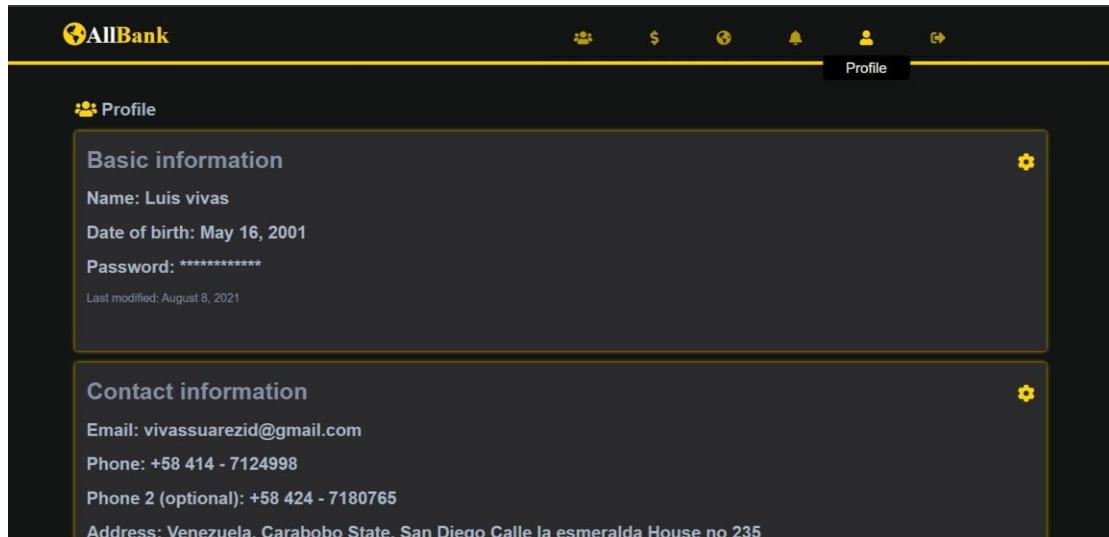 AllBank
Profile
Profile
Basic information
Name: Luis vivas
Date of birth: May 16, 2001
Password: ************
Last modified: August 8, 2021
Contact information
Email: vivassuarezid@gmail.com
Phone: +58 414 - 7124998
Phone 2 (optional): +58 424 - 7180765
Address: Venezuela, Carabobo State, San Diego Calle la esmeralda House no 235